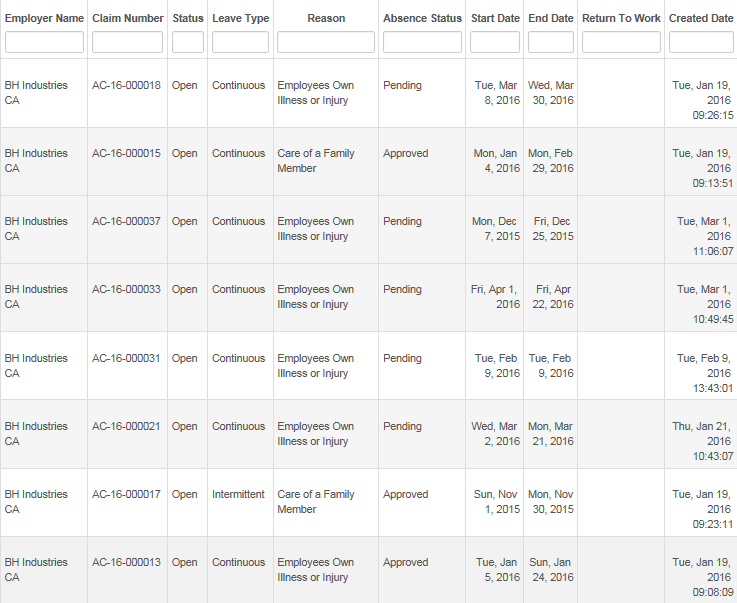 Employer Name Claim Number Status Leave Type Reason Absence Status Start Date End Date Return To Work Created Date
BH Industries AC-16-000018 Open Continuous Employees Own Pending Tue, Mar Wed, Mar Tue, Jan 19,
CA Illness or Injury 8, 2016 30, 2016 2016
09:26:15
BH Industries AC-16-000015 Open Continuous Care of a Family Approved Mon, Jan Mon, Feb Tue, Jan 19,
CA Member 4, 2016 29, 2016 2016
09:13:51
BH Industries AC-16-000037 Open Continuous Employees Own Pending Mon, Dec Fri, Dec Tue, Mar 1,
CA Illness or Injury 7, 2015 25, 2015 2016
11:06:07
BH Industries AC-16-000033 Open Continuous Employees Own Pending Fri, Apr 1, Fri, Apr Tue, Mar 1,
CA Illness or Injury 2016 22, 2016 2016
10:49:45
BH Industries AC-16-000031 Open Continuous Employees Own Pending Tue, Feb Tue, Feb Tue, Feb 9,
CA Illness or Injury 9, 2016 9, 2016 2016
13:43:01
BH Industries AC-16-000021 Open Continuous Employees Own Pending Wed, Mar Mon, Mar Thu, Jan 21,
CA Illness or Injury 2, 2016 21, 2016 2016
10:43:07
BH Industries AC-16-000017 Open Intermittent Care of a Family Approved Sun, Nov Mon, Nov Tue, Jan 19,
CA Member 1, 2015 30, 2015 2016
09:23:11
BH Industries AC-16-000013 Open Continuous Employees Own Approved Tue, Jan Sun, Jan Tue, Jan 19,
CA Illness or Injury 5, 2016 24, 2016 2016
09:08:09